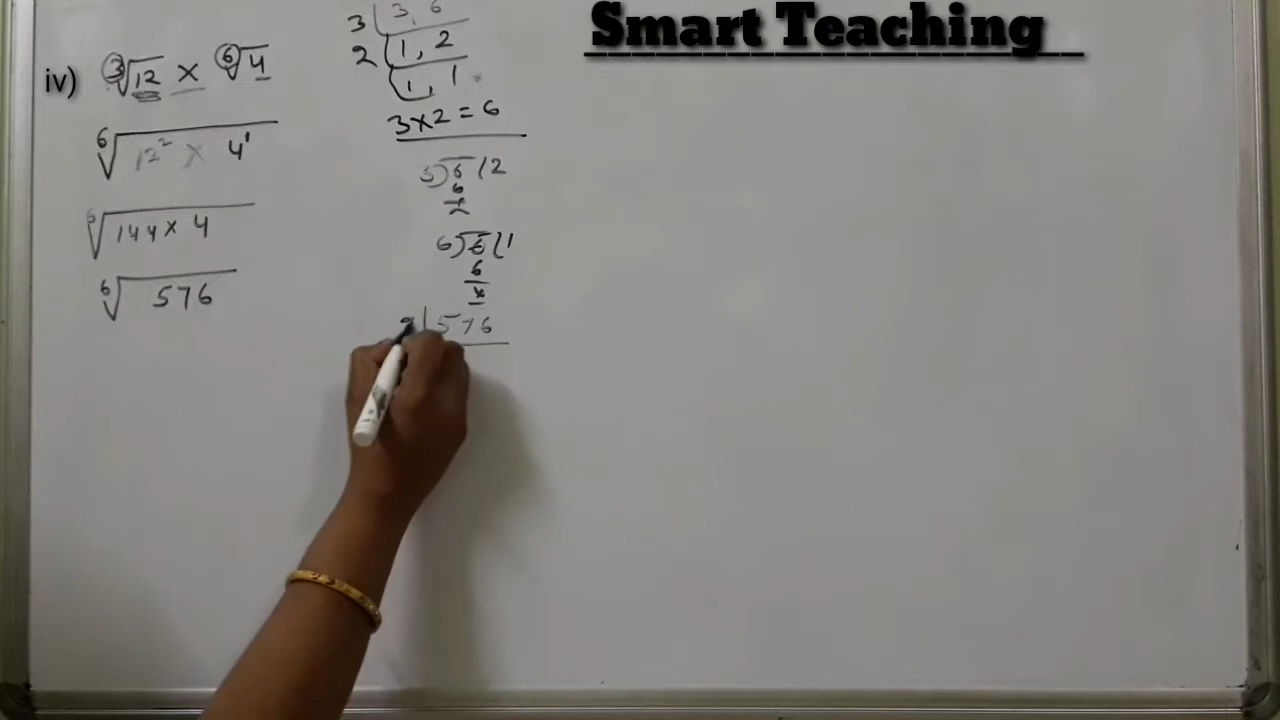 Smart Teaching
iv) ∛12 × ⁶√4
⁶√12² × 4¹
⁶√144 × 4
⁶√576
3 | 3, 6
2 | 1, 2
1, 1
3×2 = 6
3)6(2
6
×
6)6(1
6
×
576